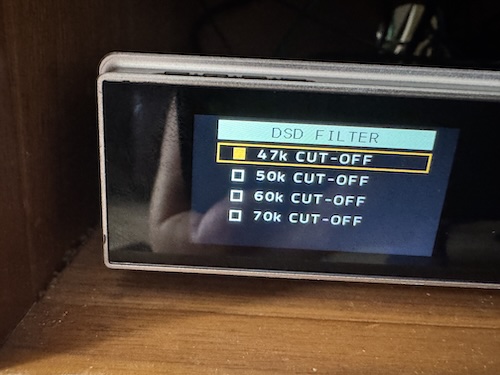 DSD FILTER
47k CUT-OFF
50k CUT-OFF
60k CUT-OFF
70k CUT-OFF